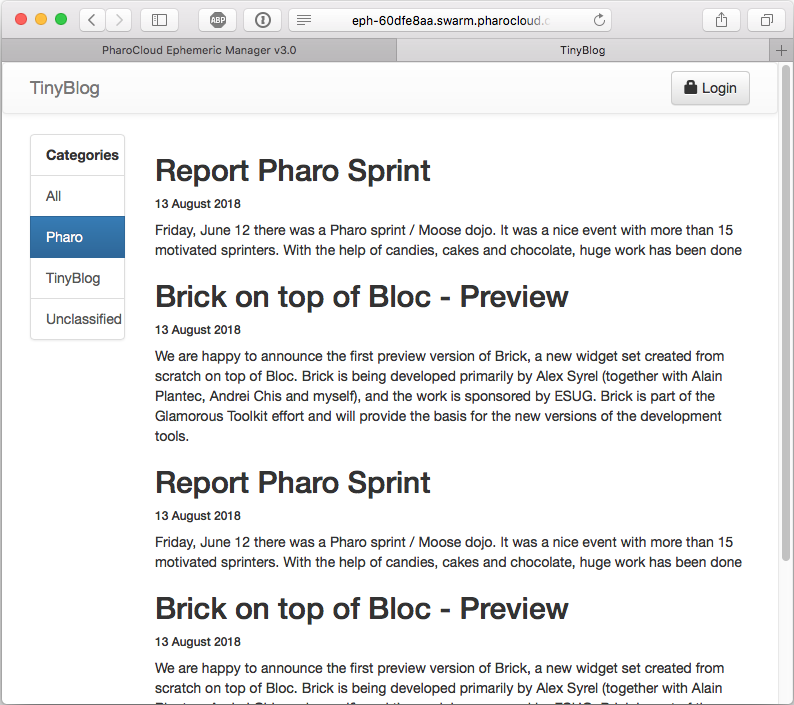 ABP
eph-60dfe8aa.swarm.pharocloud.c
PharoCloud Ephemeric Manager v3.0
TinyBlog
TinyBlog
Login
Categories
All
Pharo
TinyBlog
Unclassified
Report Pharo Sprint
13 August 2018
Friday, June 12 there was a Pharo sprint / Moose dojo. It was a nice event with more than 15
motivated sprinters. With the help of candies, cakes and chocolate, huge work has been done
Brick on top of Bloc - Preview
13 August 2018
We are happy to announce the first preview version of Brick, a new widget set created from
scratch on top of Bloc. Brick is being developed primarily by Alex Syrel (together with Alain
Plantec, Andrei Chis and myself), and the work is sponsored by ESUG. Brick is part of the
Glamorous Toolkit effort and will provide the basis for the new versions of the development
tools.
Report Pharo Sprint
13 August 2018
Friday, June 12 there was a Pharo sprint / Moose dojo. It was a nice event with more than 15
motivated sprinters. With the help of candies, cakes and chocolate, huge work has been done
Brick on top of Bloc - Preview
13 August 2018
We are happy to announce the first preview version of Brick, a new widget set created from
scratch on top of Bloc. Brick is being developed primarily by Alex Syrel (together with Alain